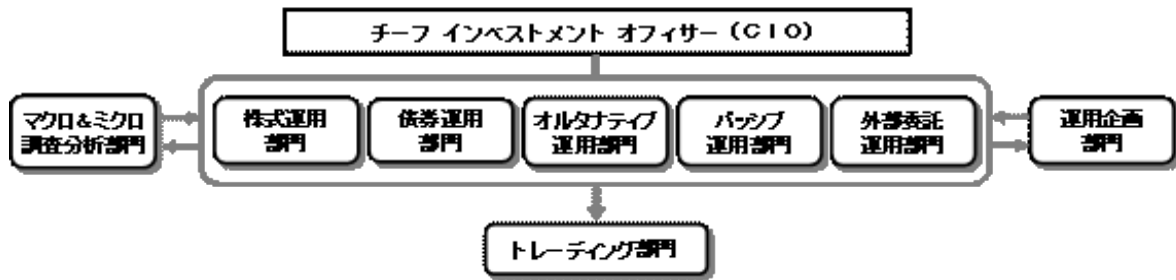 チーフ インベストメント オフィサー（ＣＩＯ）
マクロ＆ミクロ
調査分析部門
株式運用
部門
債券運用
部門
オルタナティブ
運用部門
パッシブ
運用部門
外部委託
運用部門
運用企画
部門
トレーディング部門